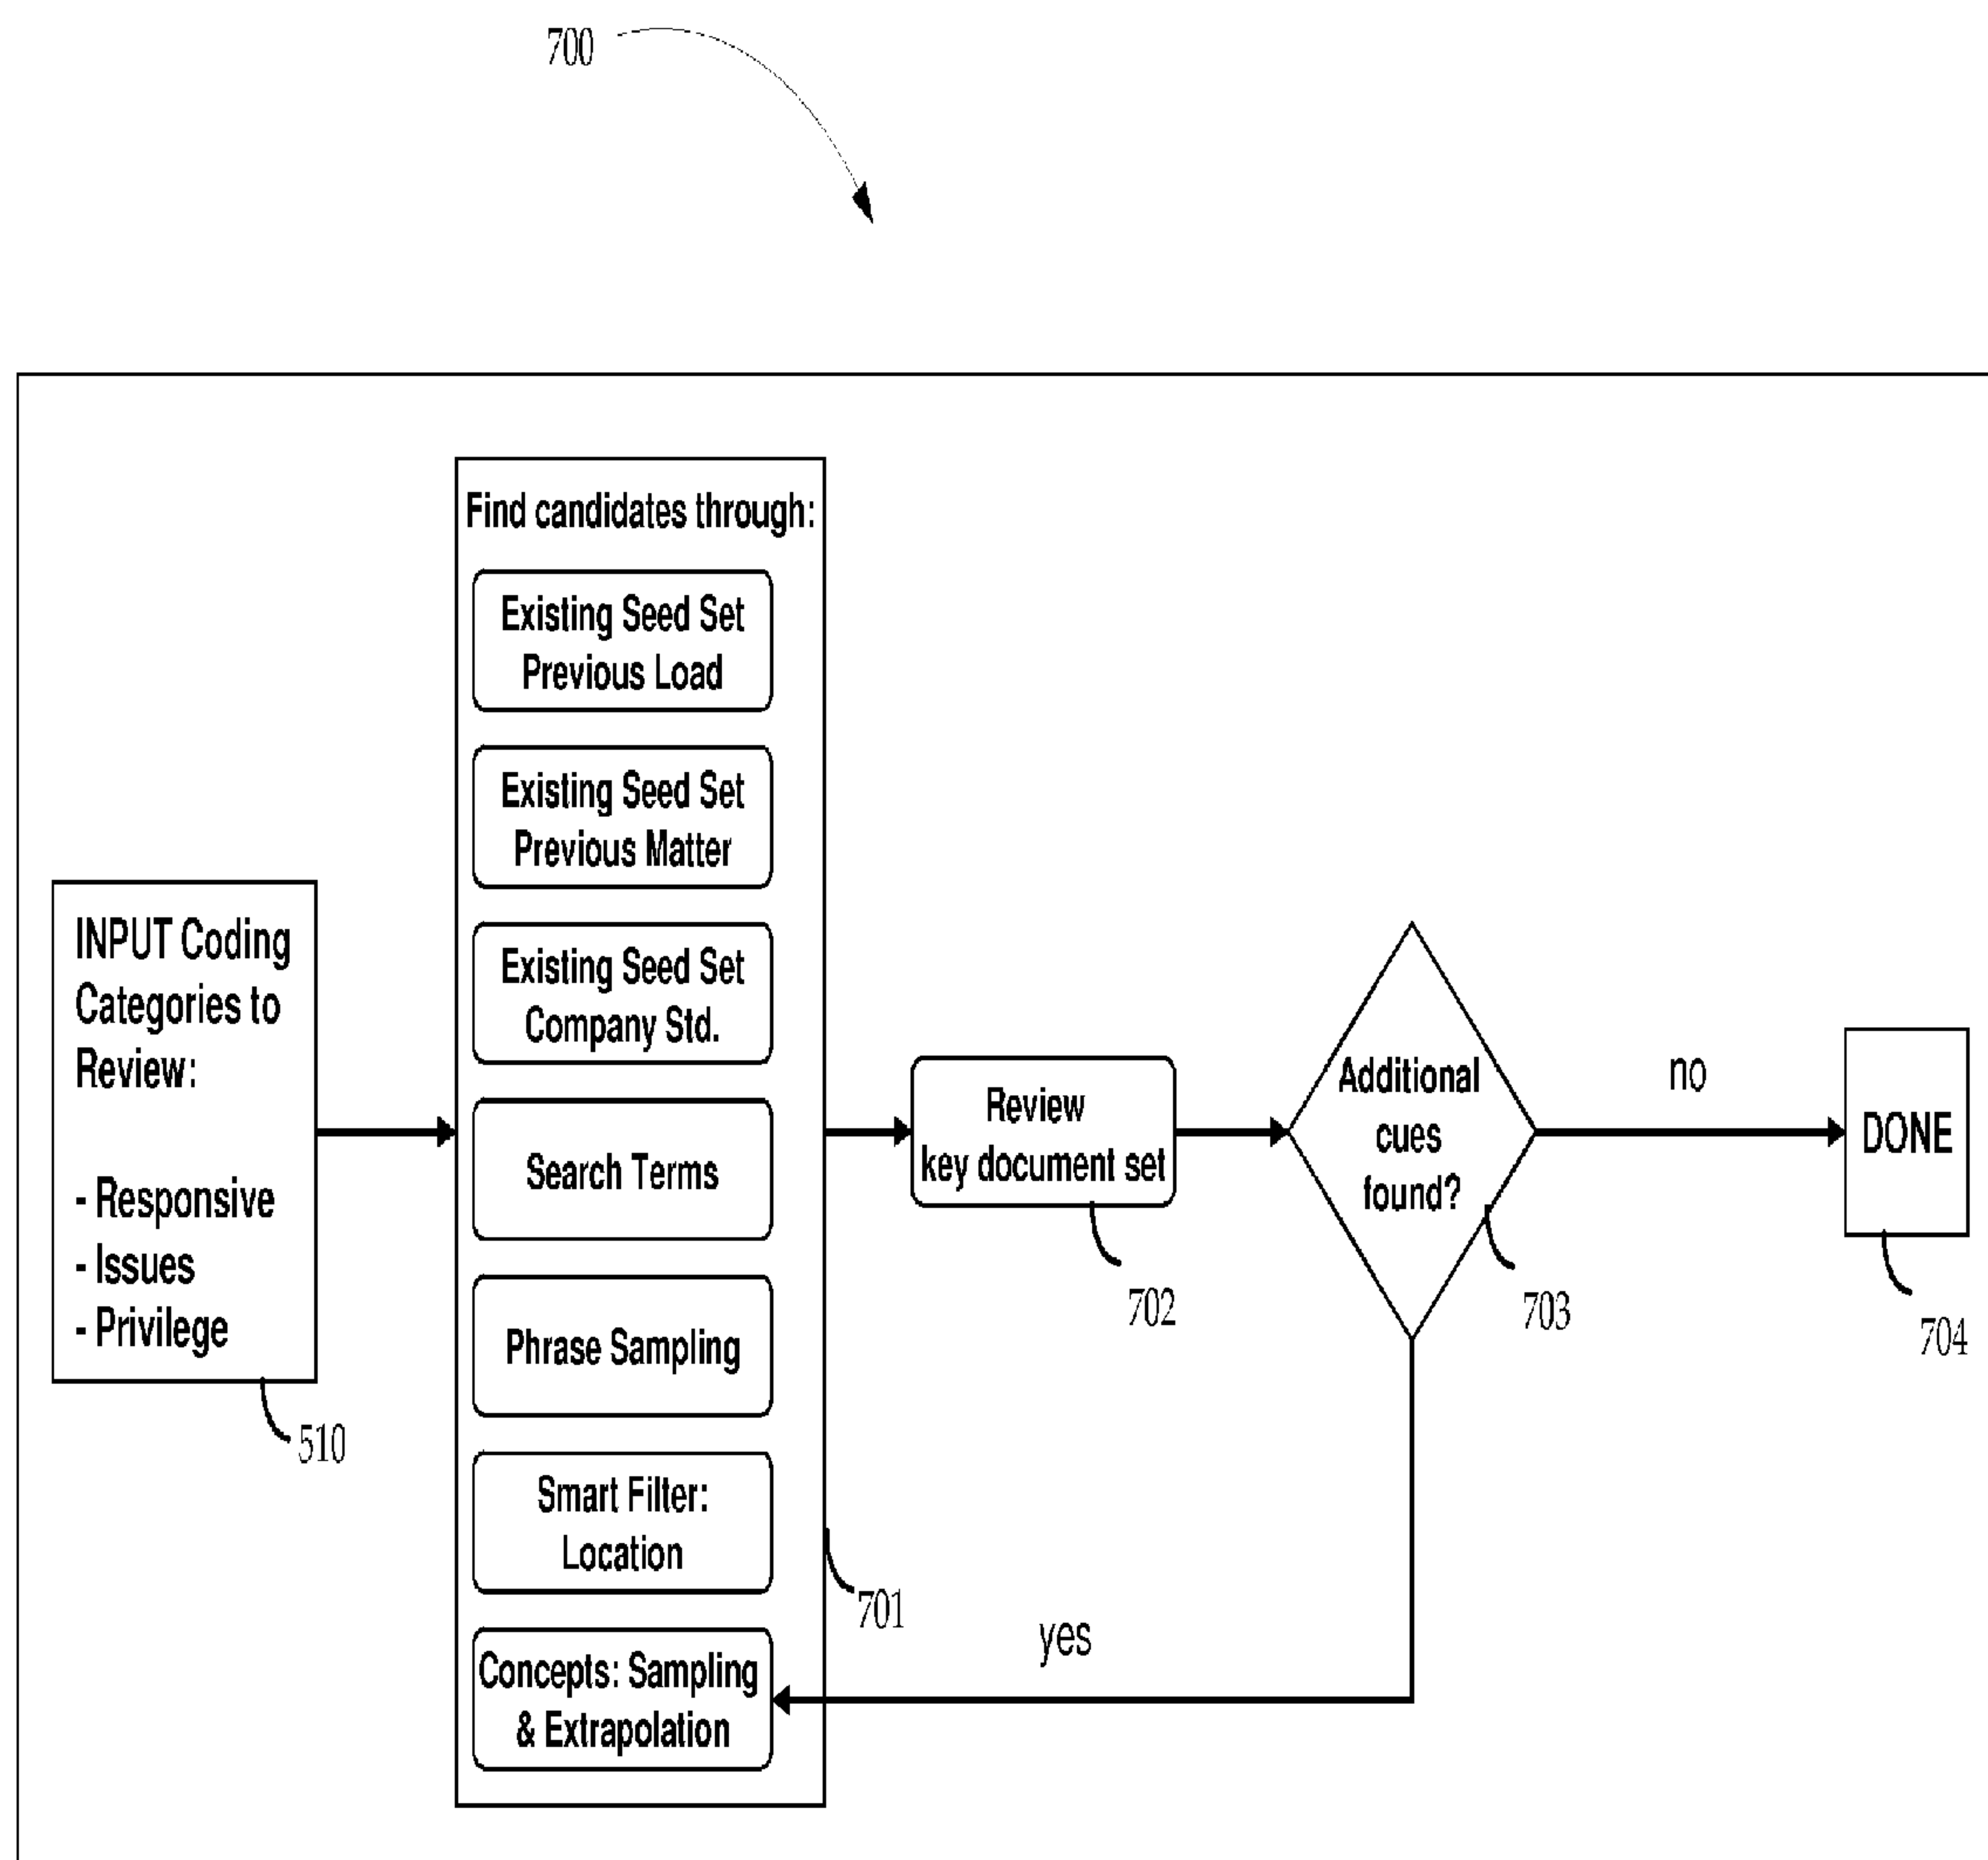 700
INPUT Coding
Categories to
Review:
- Responsive
- Issues
- Privilege
510
Find candidates through:
Existing Seed Set
Previous Load
Existing Seed Set
Previous Matter
Existing Seed Set
Company Std.
Search Terms
Phrase Sampling
Smart Filter:
Location
Concepts: Sampling
& Extrapolation
701
Review
key document set
702
Additional
cues
found?
703
no
DONE
704
yes